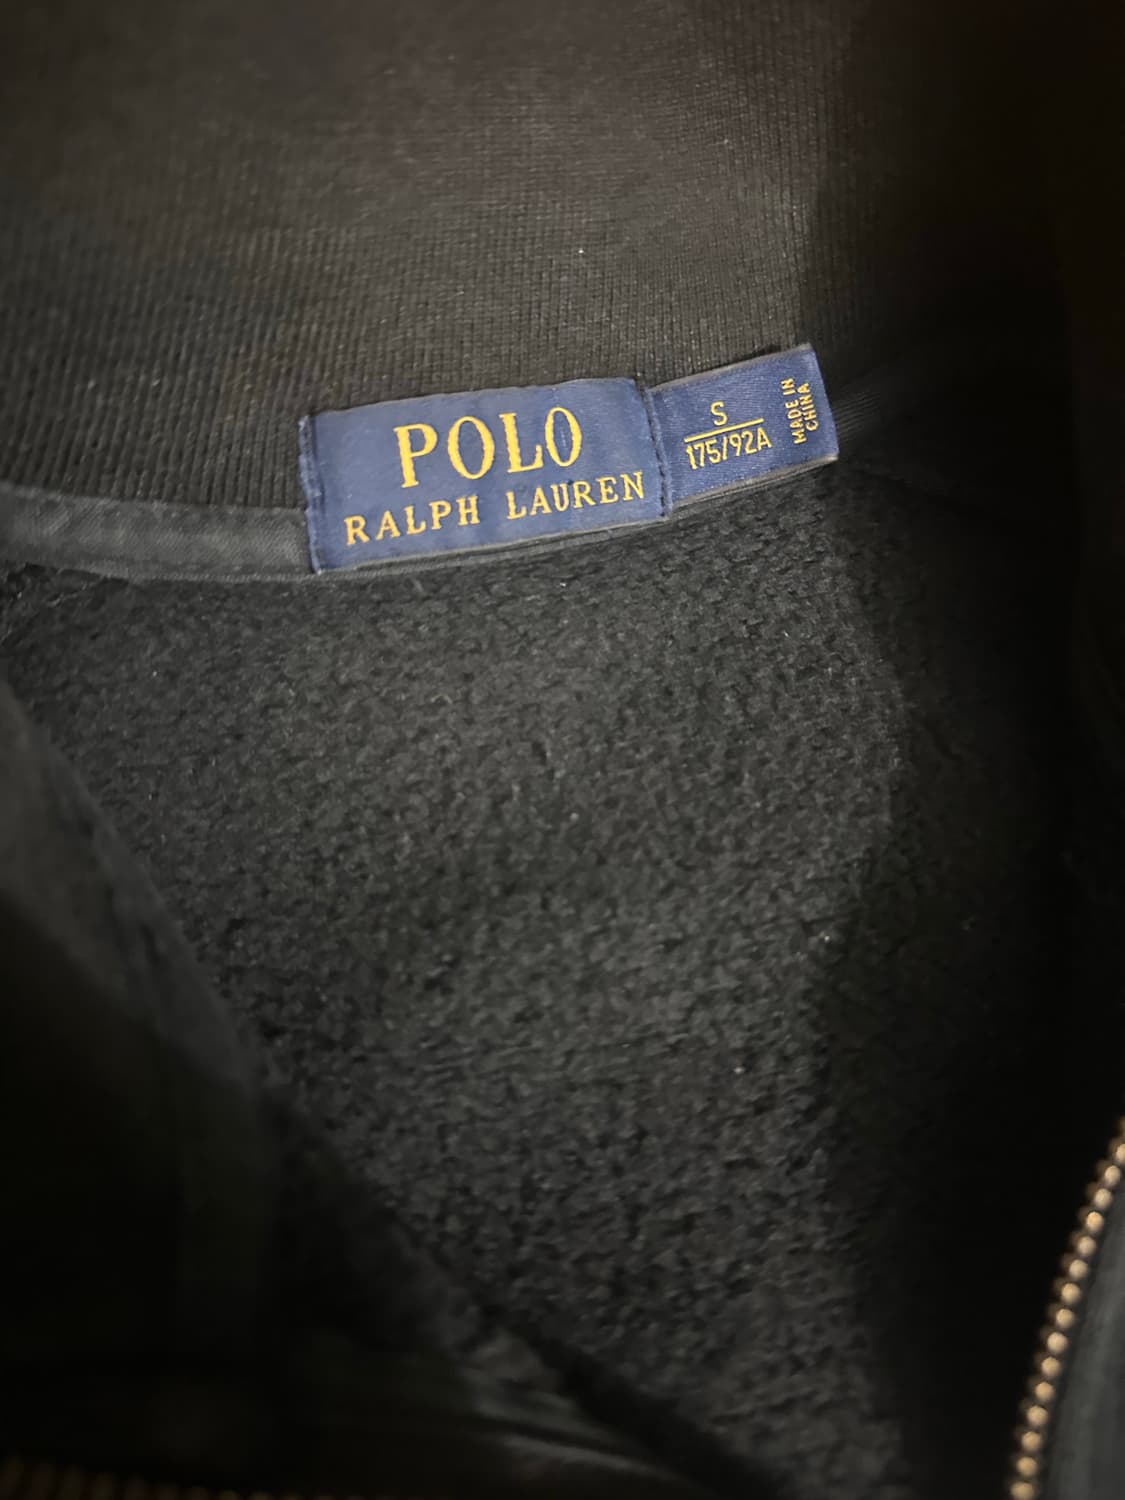 POLO
RALPH LAUREN
S
175/92A
MADE IN
CHINA